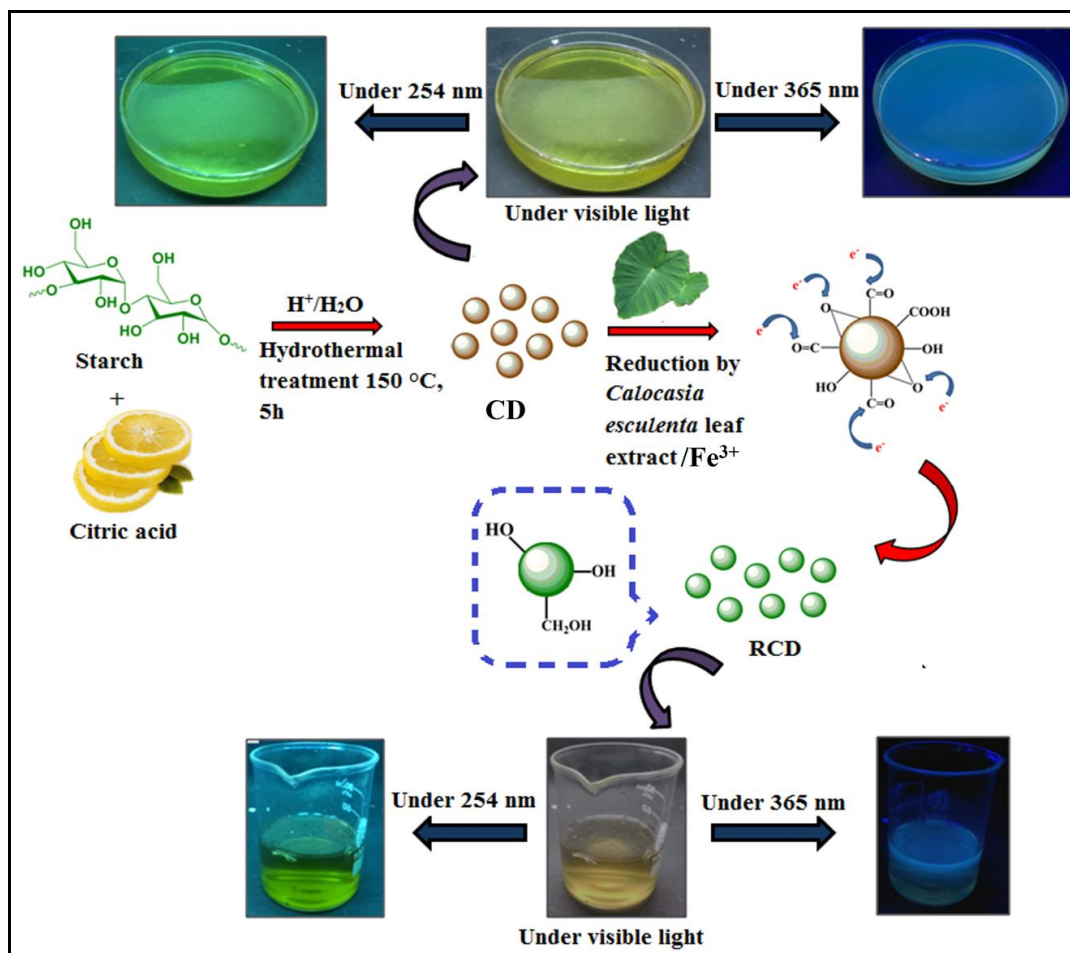 Under 254 nm
Under 365 nm
Under visible light
OH
HO
O
OH
O
OH
O
HO
OH
O
Starch
+
Citric acid
H⁺/H₂O
Hydrothermal
treatment 150 °C,
5h
CD
Reduction by
Calocasia
esculenta leaf
extract /Fe³⁺
e⁻
e⁻
C=O
O
COOH
e
O=C
OH
HO
O
C=O
e⁻
e⁻
HO
OH
CH₂OH
RCD
Under 254 nm
Under 365 nm
Under visible light